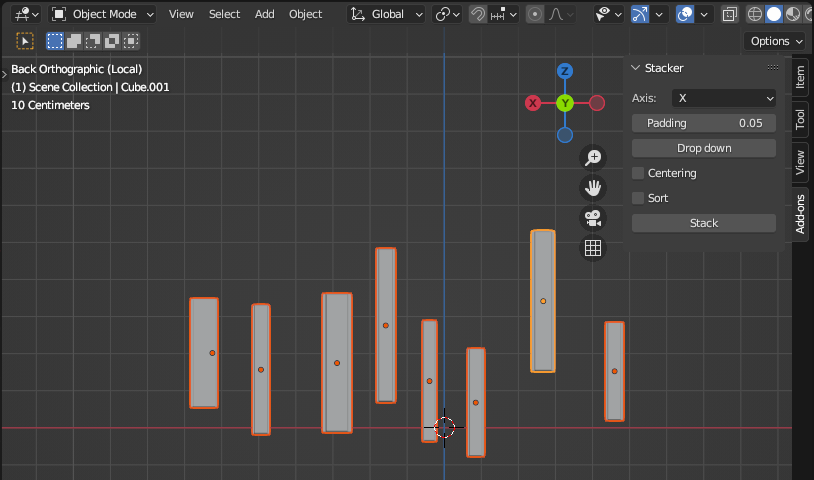 Object Mode View Select Add Object Global
Options
Back Orthographic (Local)
(1) Scene Collection | Cube.001
10 Centimeters
Z
X
Y
Stacker
Axis: X
Padding 0.05
Drop down
Centering
Sort
Stack
Item
Tool
View
Add-ons